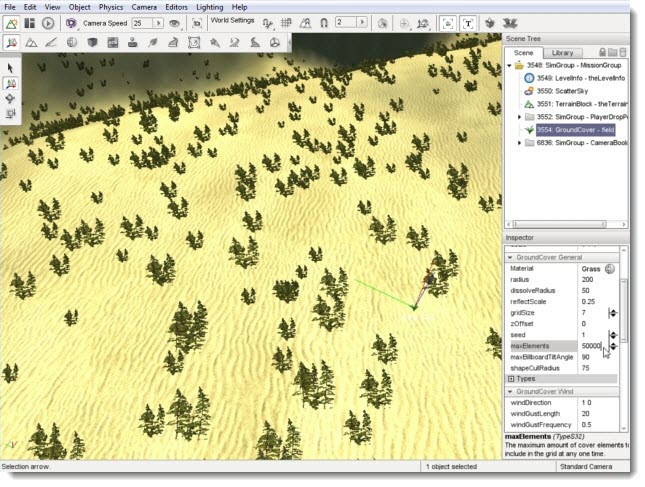 File Edit View Object Physics Camera Editors Lighting Help
Camera Speed 25 World Settings 2
Scene Tree
Scene Library
3548: SimGroup - MissionGroup
3549: LevelInfo - theLevelInfo
3550: ScatterSky
3551: TerrainBlock - theTerrain
3552: SimGroup - PlayerDropP
3554: GroundCover - field
6836: SimGroup - CameraBook
Inspector
GroundCover General
Material Grass
radius 200
dissolveRadius 50
reflectScale 0.25
gridSize 7
zOffset 0
seed 1
maxElements 50000
maxBillboardTiltAngle 90
shapeCullRadius 75
Types
GroundCover Wind
windDirection 1 0
windGustLength 20
windGustFrequency 0.5
maxElements (TypeS32)
The maximum amount of cover elements to
include in the grid at any one time.
Selection arrow. 1 object selected Standard Camera